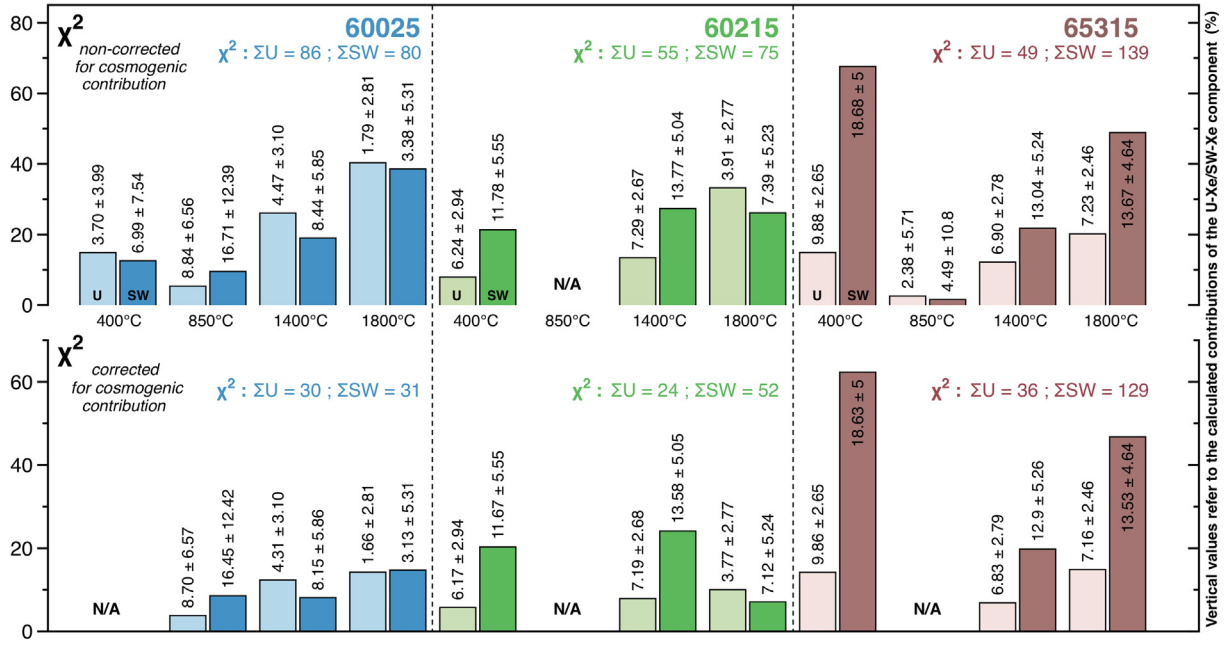 80
60
40
20
0
χ²
non-corrected
for cosmogenic
contribution
60025
χ² : ΣU = 86 ; ΣSW = 80
3.70 ± 3.99
6.99 ± 7.54
8.84 ± 6.56
16.71 ± 12.39
4.47 ± 3.10
8.44 ± 5.85
1.79 ± 2.81
3.38 ± 5.31
U
SW
400°C
850°C
1400°C
1800°C
60215
χ² : ΣU = 55 ; ΣSW = 75
6.24 ± 2.94
11.78 ± 5.55
N/A
7.29 ± 2.67
13.77 ± 5.04
3.91 ± 2.77
7.39 ± 5.23
U
SW
400°C
850°C
1400°C
1800°C
65315
χ² : ΣU = 49 ; ΣSW = 139
9.88 ± 2.65
18.68 ± 5
2.38 ± 5.71
4.49 ± 10.8
6.90 ± 2.78
13.04 ± 5.24
7.23 ± 2.46
13.67 ± 4.64
U
SW
400°C
850°C
1400°C
1800°C
60
40
20
0
χ²
corrected
for cosmogenic
contribution
χ² : ΣU = 30 ; ΣSW = 31
N/A
8.70 ± 6.57
16.45 ± 12.42
4.31 ± 3.10
8.15 ± 5.86
1.66 ± 2.81
3.13 ± 5.31
χ² : ΣU = 24 ; ΣSW = 52
6.17 ± 2.94
11.67 ± 5.55
N/A
7.19 ± 2.68
13.58 ± 5.05
3.77 ± 2.77
7.12 ± 5.24
χ² : ΣU = 36 ; ΣSW = 129
9.86 ± 2.65
18.63 ± 5
N/A
6.83 ± 2.79
12.9 ± 5.26
7.16 ± 2.46
13.53 ± 4.64
Vertical values refer to the calculated contributions of the U-Xe/SW-Xe component (%)